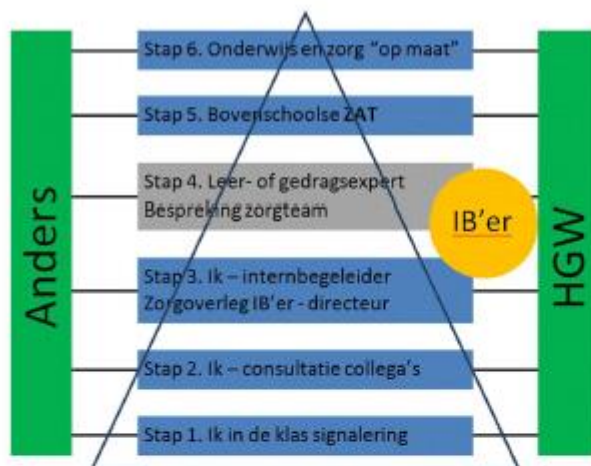 Stap 6. Onderwijs en zorg “op maat”
Stap 5. Bovenschoolse ZAT
Stap 4. Leer- of gedragsexpert
Bespreking zorgteam
IB’er
Stap 3. Ik – internbegeleider
Zorgoverleg IB’er - directeur
Stap 2. Ik – consultatie collega’s
Stap 1. Ik in de klas signalering
Anders
HGW